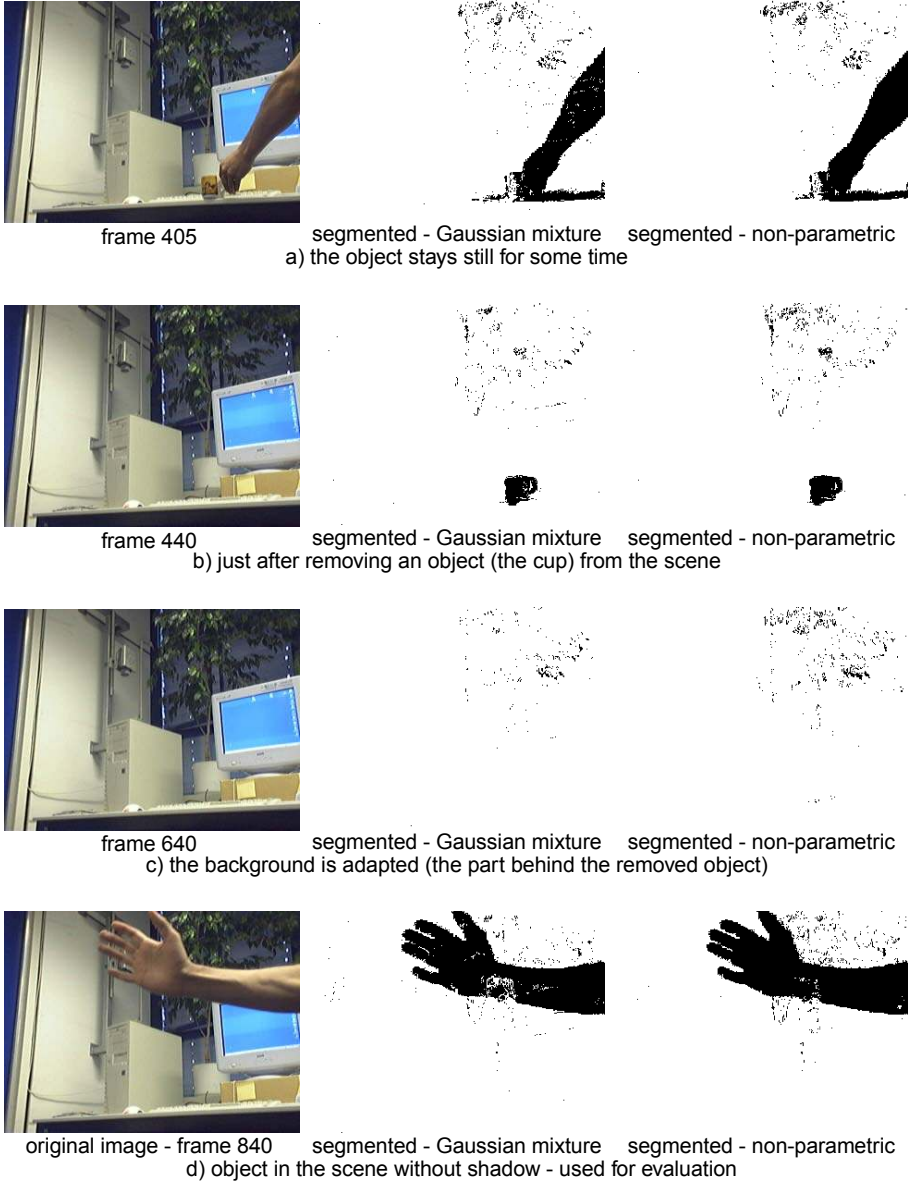 frame 405
segmented - Gaussian mixture
segmented - non-parametric
a) the object stays still for some time
frame 440
segmented - Gaussian mixture
segmented - non-parametric
b) just after removing an object (the cup) from the scene
frame 640
segmented - Gaussian mixture
segmented - non-parametric
c) the background is adapted (the part behind the removed object)
original image - frame 840
segmented - Gaussian mixture
segmented - non-parametric
d) object in the scene without shadow - used for evaluation